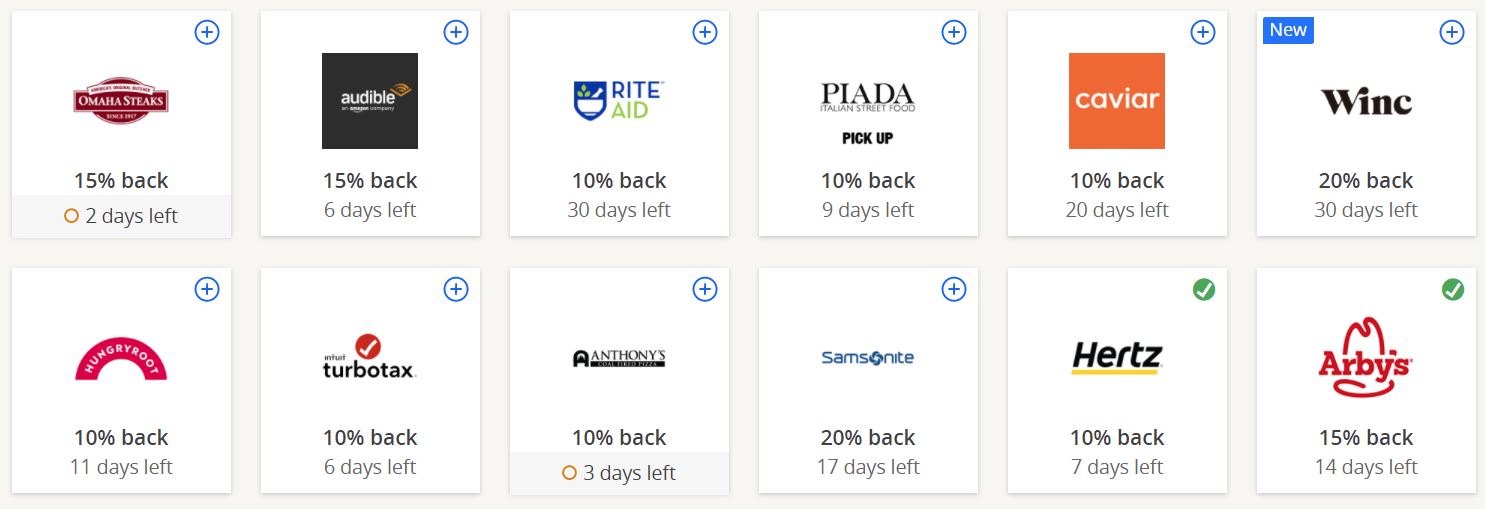 AMERICA'S ORIGINAL BUTCHER
OMAHA STEAKS
SINCE 1917
15% back
2 days left
audible
an amazon company
15% back
6 days left
RITE
AID
10% back
30 days left
PIADA
ITALIAN STREET FOOD
PICK UP
10% back
9 days left
caviar
10% back
20 days left
New
Winc
20% back
30 days left
HUNGRYROOT
10% back
11 days left
intuit
turbotax.
10% back
6 days left
ANTHONY'S
COAL FIRED PIZZA
10% back
3 days left
Samsonite
20% back
17 days left
Hertz
10% back
7 days left
Arby's
15% back
14 days left